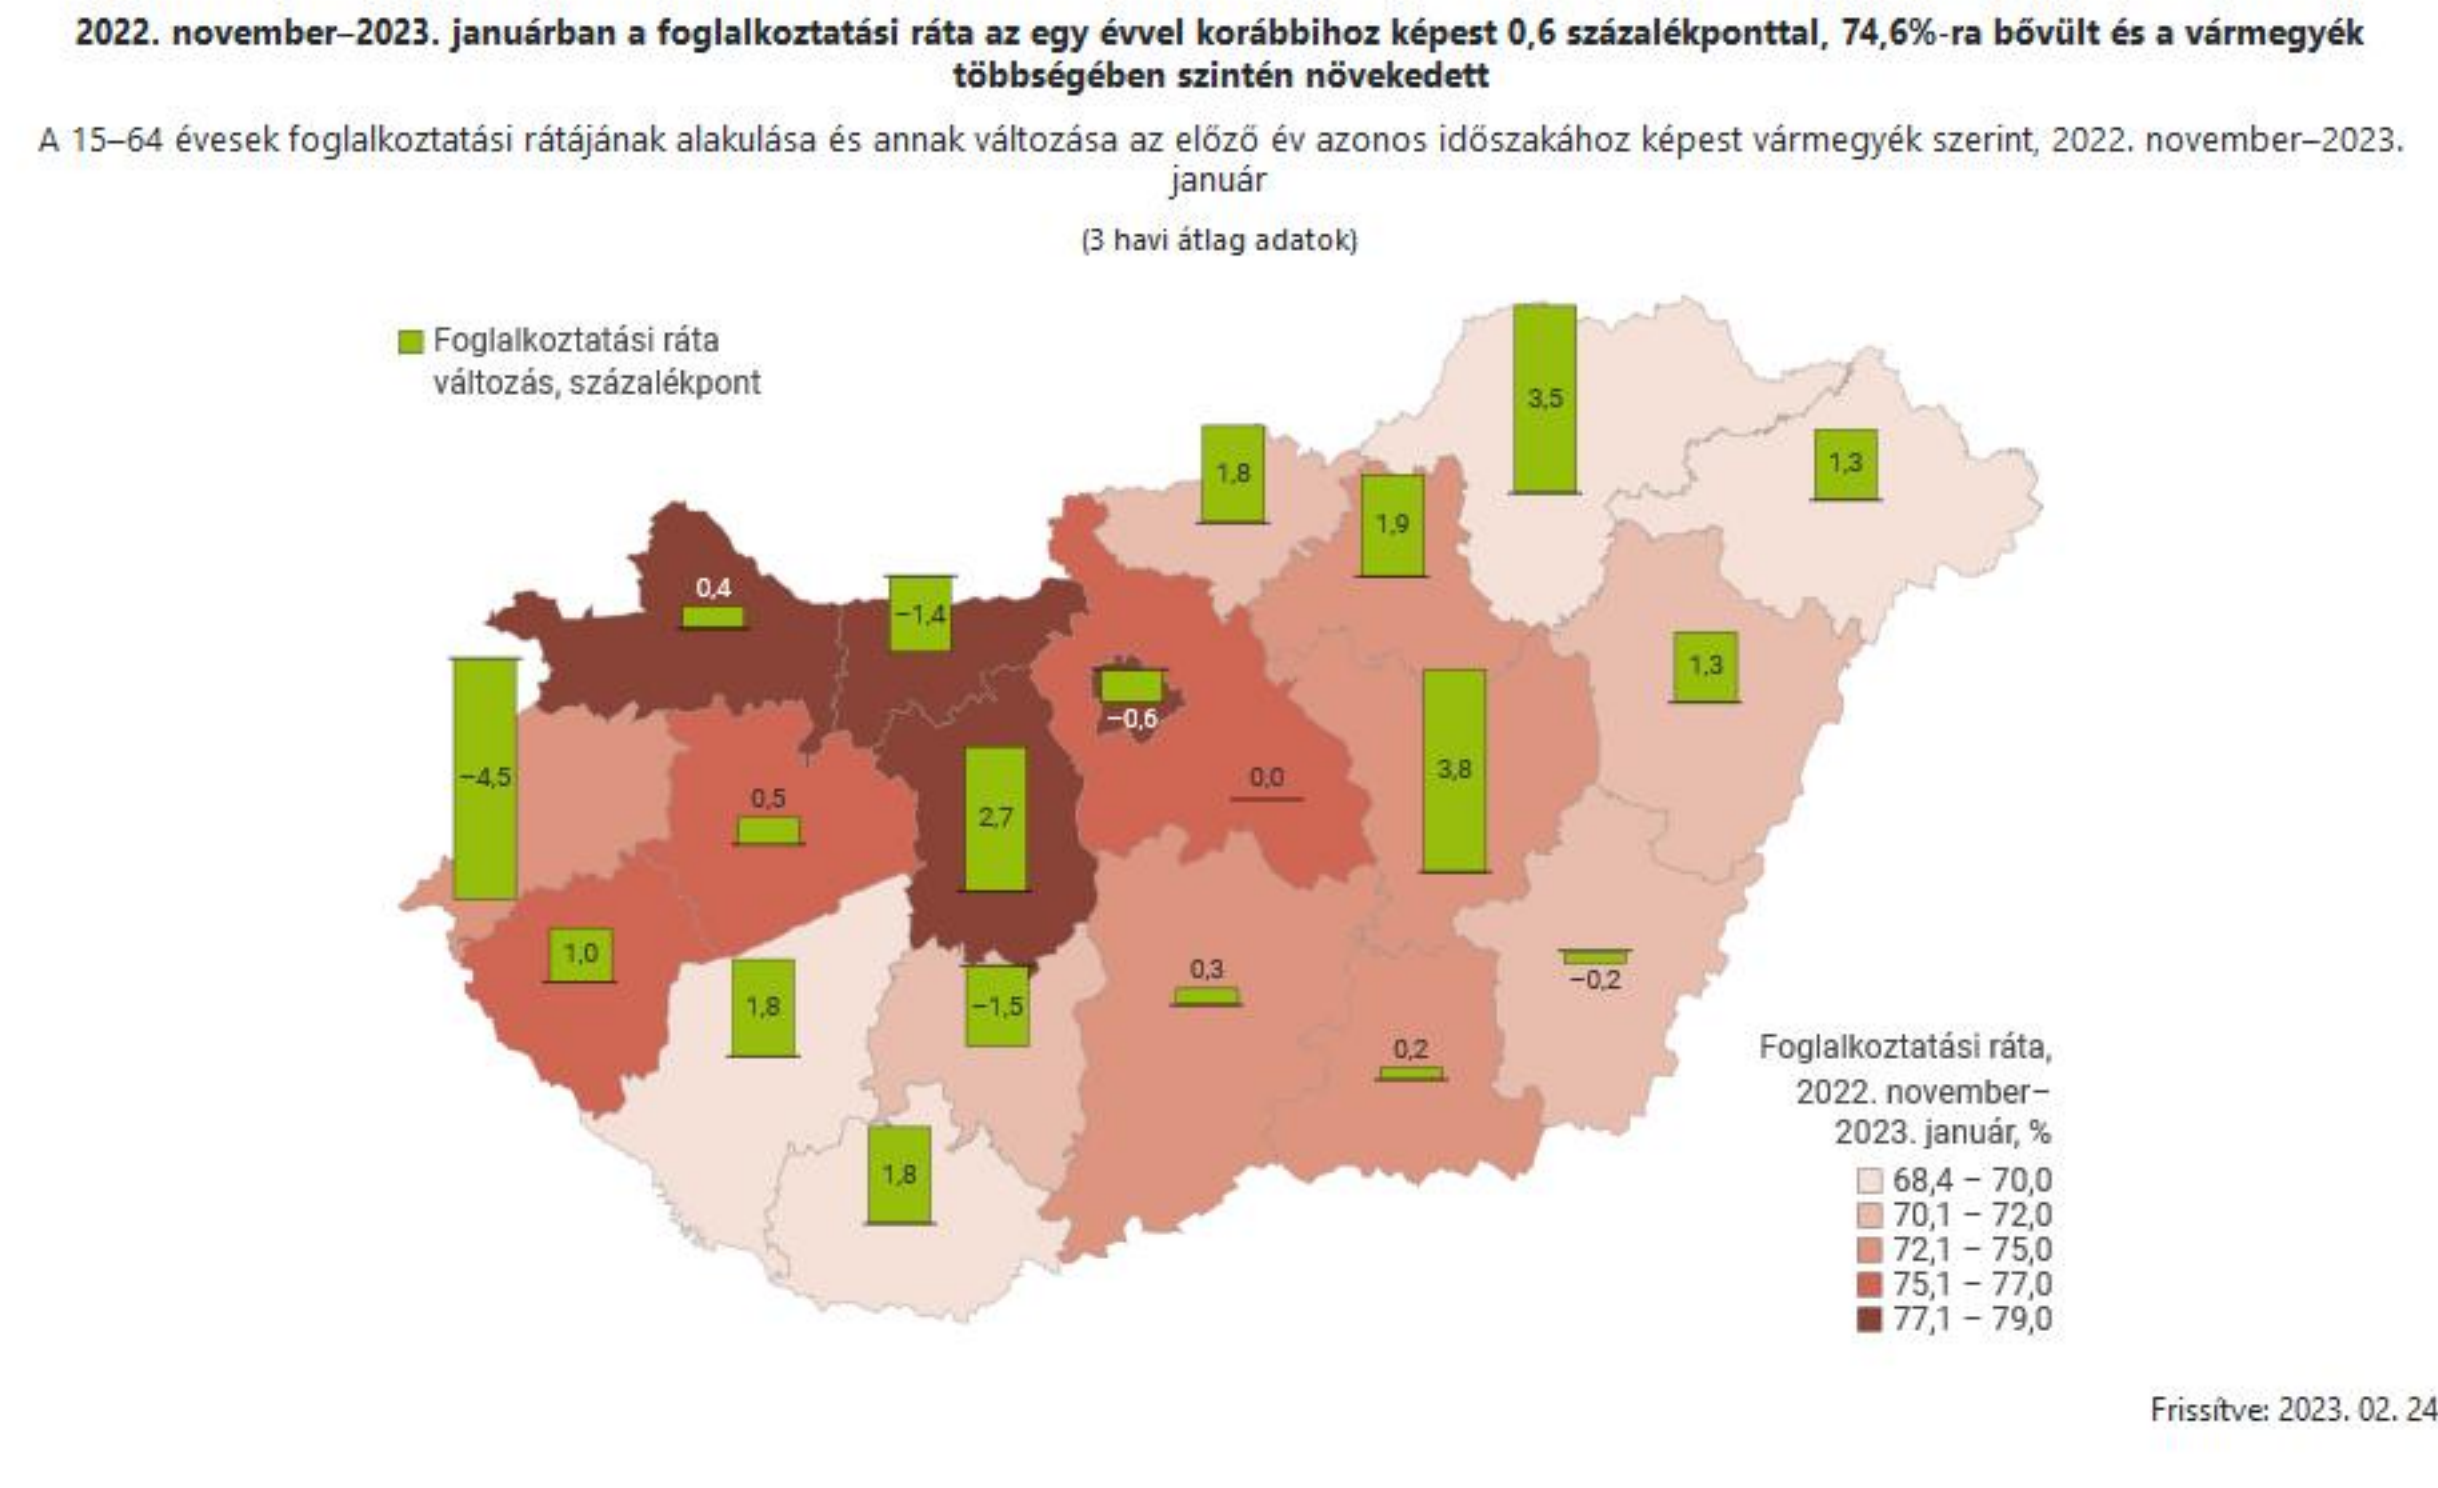 2022. november–2023. januárban a foglalkoztatási ráta az egy évvel korábbihoz képest 0,6 százalékponttal, 74,6%-ra bővült és a vármegyék
többségében szintén növekedett
A 15–64 évesek foglalkoztatási rátájának alakulása és annak változása az előző év azonos időszakához képest vármegyék szerint, 2022. november–2023.
január
(3 havi átlag adatok)
Foglalkoztatási ráta
változás, százalékpont
3,5
1,3
1,8
1,9
0,4
−1,4
1,3
−0,6
−4,5
3,8
0,0
0,5
2,7
1,0
0,3
−0,2
1,8
−1,5
0,2
1,8
Foglalkoztatási ráta,
2022. november–
2023. január, %
68,4 – 70,0
70,1 – 72,0
72,1 – 75,0
75,1 – 77,0
77,1 – 79,0
Frissítve: 2023. 02. 24